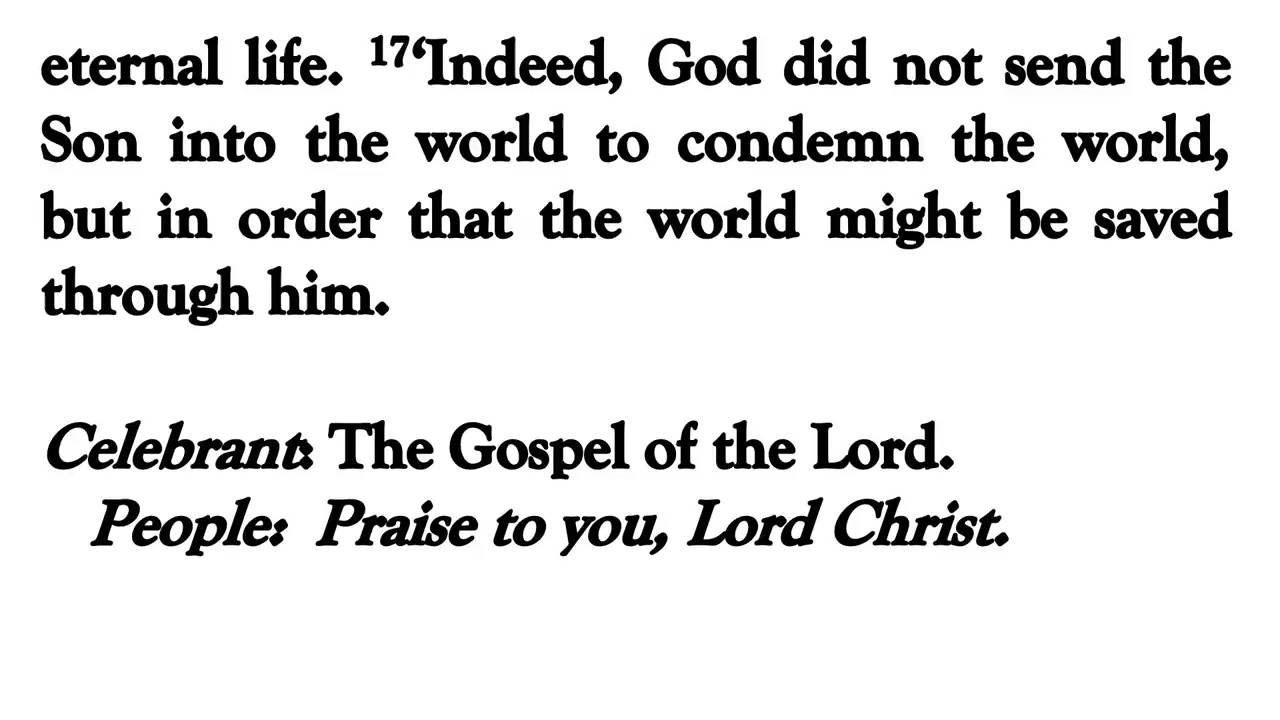 eternal life. ¹⁷‘Indeed, God did not send the
Son into the world to condemn the world,
but in order that the world might be saved
through him.
Celebrant: The Gospel of the Lord.
People: Praise to you, Lord Christ.